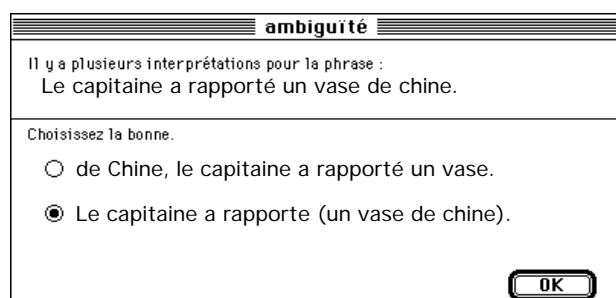 ambiguïté
Il y a plusieurs interprétations pour la phrase :
Le capitaine a rapporté un vase de chine.
Choisissez la bonne.
de Chine, le capitaine a rapporté un vase.
Le capitaine a rapporte (un vase de chine).
OK